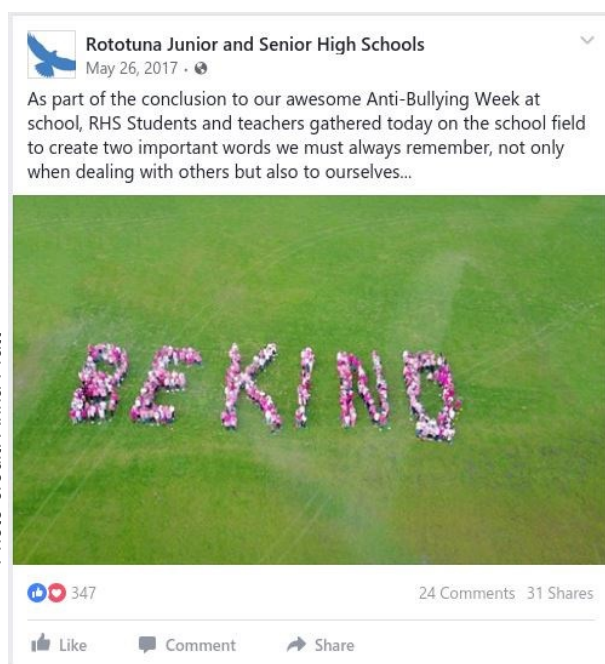 Rototuna Junior and Senior High Schools
May 26, 2017 ·
As part of the conclusion to our awesome Anti-Bullying Week at
school, RHS Students and teachers gathered today on the school field
to create two important words we must always remember, not only
when dealing with others but also to ourselves...
BE KIND
347
24 Comments 31 Shares
Like Comment Share